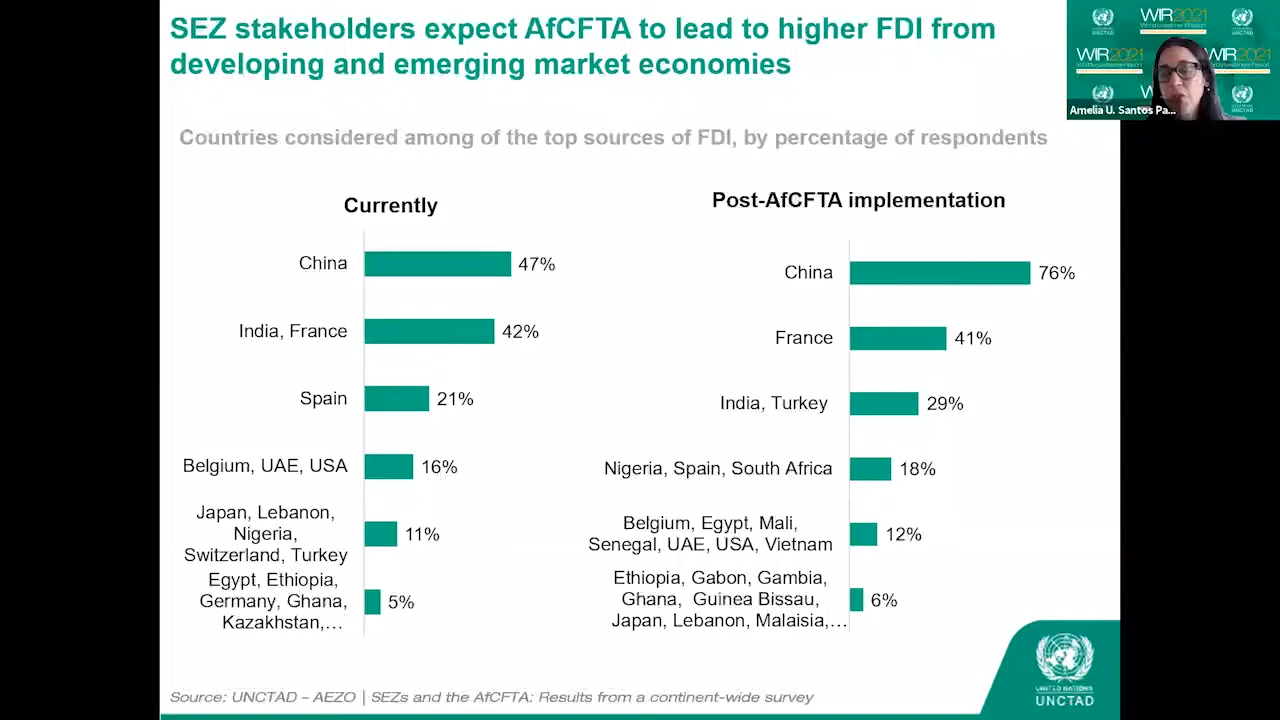 SEZ stakeholders expect AfCFTA to lead to higher FDI from
developing and emerging market economies
Countries considered among of the top sources of FDI, by percentage of respondents
Currently
China
47%
India, France
42%
Spain
21%
Belgium, UAE, USA
16%
Japan, Lebanon,
Nigeria,
Switzerland, Turkey
11%
Egypt, Ethiopia,
Germany, Ghana,
Kazakhstan,...
5%
Post-AfCFTA implementation
China
76%
France
41%
India, Turkey
29%
Nigeria, Spain, South Africa
18%
Belgium, Egypt, Mali,
Senegal, UAE, USA, Vietnam
12%
Ethiopia, Gabon, Gambia,
Ghana, Guinea Bissau,
Japan, Lebanon, Malaisia,...
6%
Source: UNCTAD – AEZO | SEZs and the AfCFTA: Results from a continent-wide survey
UNITED NATIONS
UNCTAD
UNCTAD
WIR2021
WIR2021
WIR2021
Amelia U. Santos Pa...